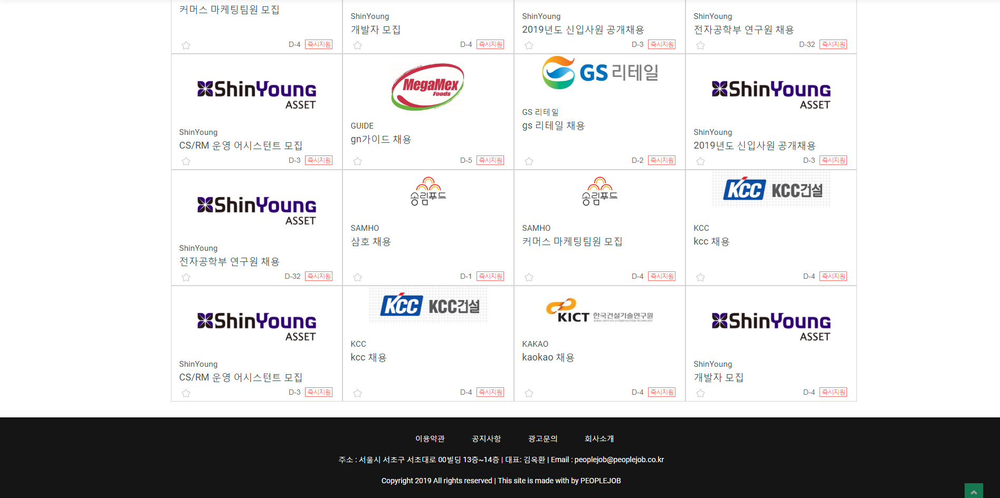 커머스 마케팅팀원 모집
D-4 즉시지원
ShinYoung
개발자 모집
D-4 즉시지원
ShinYoung
2019년도 신입사원 공개채용
D-3 즉시지원
ShinYoung
전자공학부 연구원 채용
D-32 즉시지원
ShinYoung
ASSET
ShinYoung
CS/RM 운영 어시스턴트 모집
D-3 즉시지원
MegaMex
Foods
GUIDE
gn가이드 채용
D-5 즉시지원
GS 리테일
GS 리테일
gs 리테일 채용
D-2 즉시지원
ShinYoung
ASSET
ShinYoung
2019년도 신입사원 공개채용
D-3 즉시지원
ShinYoung
ASSET
ShinYoung
전자공학부 연구원 채용
D-32 즉시지원
송림푸드
SAMHO
삼호 채용
D-1 즉시지원
송림푸드
SAMHO
커머스 마케팅팀원 모집
D-4 즉시지원
KCC KCC건설
KCC
kcc 채용
D-4 즉시지원
ShinYoung
ASSET
ShinYoung
CS/RM 운영 어시스턴트 모집
D-3 즉시지원
KCC KCC건설
KCC
kcc 채용
D-4 즉시지원
KICT 한국건설기술연구원
KOREA INSTITUTE of CONSTRUCTION TECHNOLOGY
KAKAO
kaokao 채용
D-4 즉시지원
ShinYoung
ASSET
ShinYoung
개발자 모집
D-4 즉시지원
이용약관 공지사항 광고문의 회사소개
주소 : 서울시 서초구 서초대로 00빌딩 13층~14층 | 대표: 김옥환 | Email : peoplejob@peoplejob.co.kr
Copyright 2019 All rights reserved | This site is made with by PEOPLEJOB